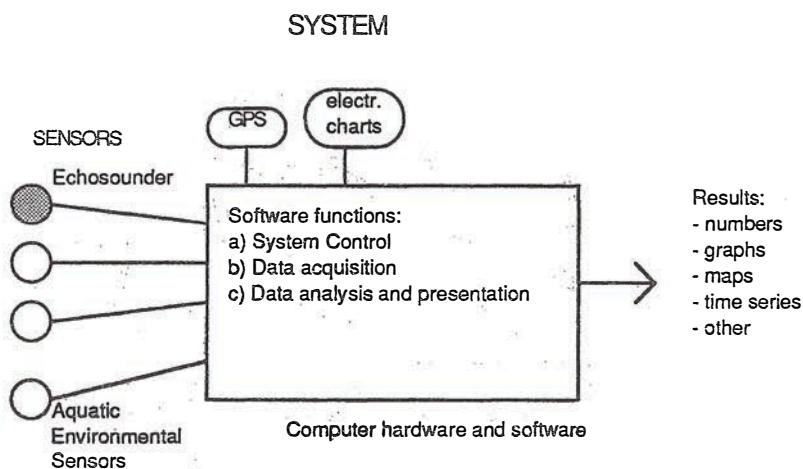 SYSTEM
GPS
electr.
charts
SENSORS
Echosounder
Software functions:
a) System Control
b) Data acquisition
c) Data analysis and presentation
Results:
- numbers
- graphs
- maps
- time series
- other
Aquatic
Environmental
Sensors
Computer hardware and software